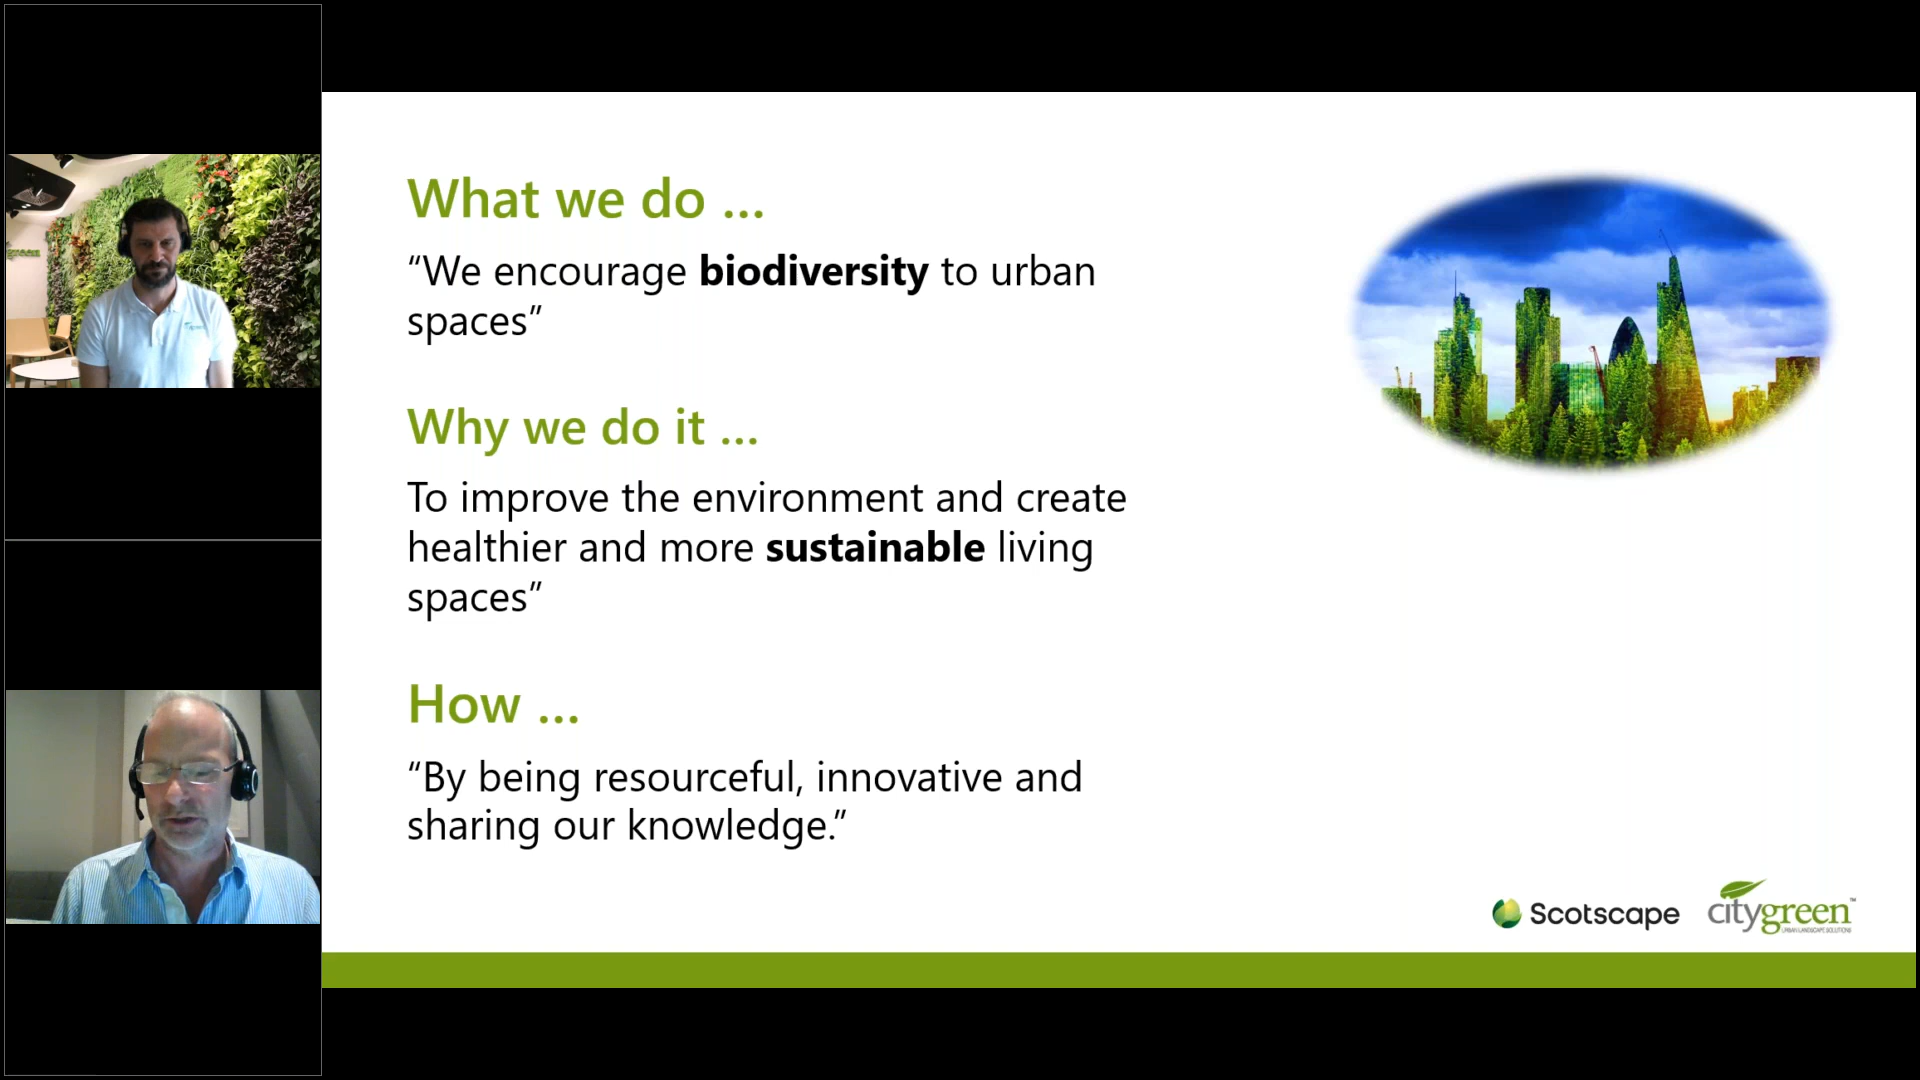 What we do ...
“We encourage biodiversity to urban
spaces”
Why we do it ...
To improve the environment and create
healthier and more sustainable living
spaces”
How ...
“By being resourceful, innovative and
sharing our knowledge.”
Scotscape
citygreen™
URBAN LANDSCAPE SOLUTIONS
green